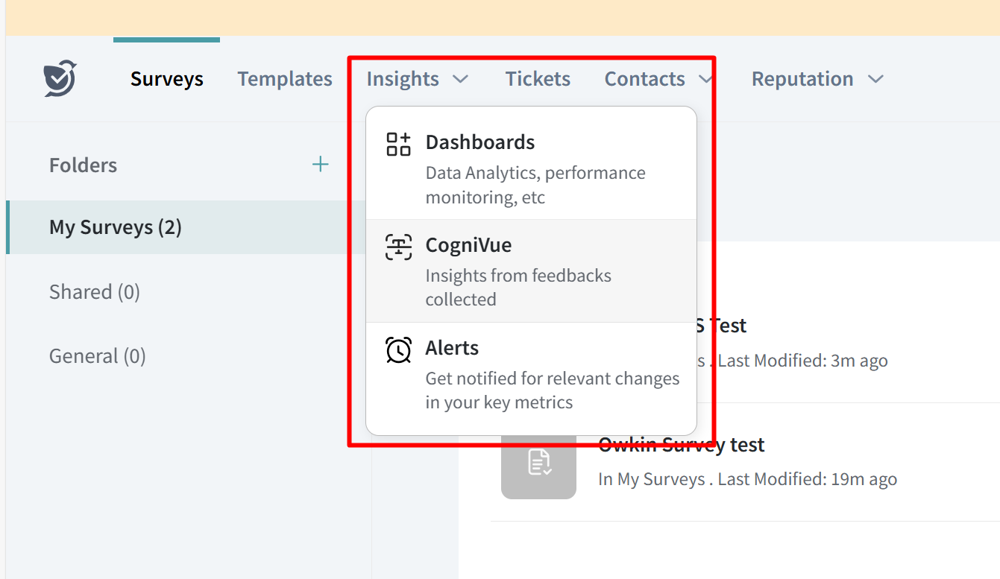 Surveys Templates Insights Tickets Contacts Reputation
Folders
My Surveys (2)
Shared (0)
General (0)
Dashboards
Data Analytics, performance
monitoring, etc
CogniVue
Insights from feedbacks
collected
Alerts
Get notified for relevant changes
in your key metrics
S Test
s . Last Modified: 3m ago
Owkin Survey test
In My Surveys . Last Modified: 19m ago